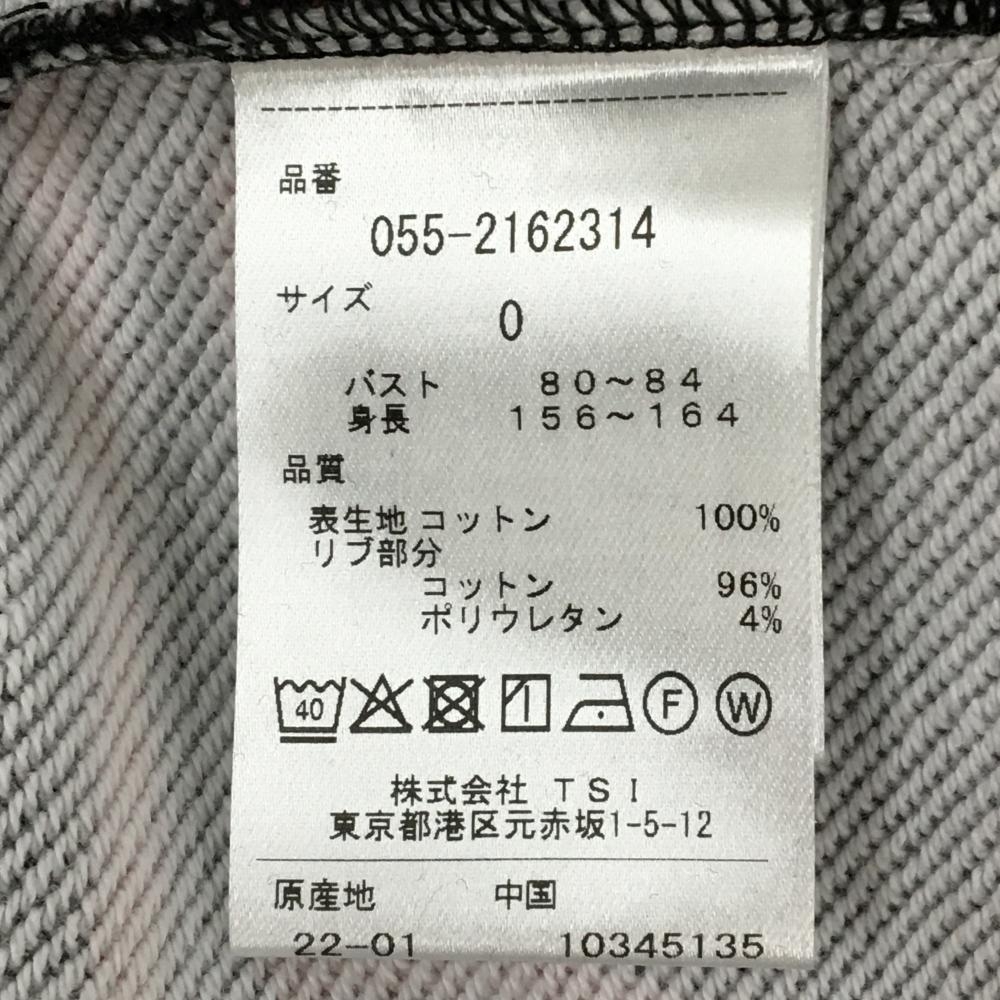 品番
055-2162314
サイズ
0
バスト 80～84
身長 156～164
品質
表生地 コットン 100%
リブ部分
コットン 96%
ポリウレタン 4%
40 F W
株式会社 TSI
東京都港区元赤坂1-5-12
原産地 中国
22-01 10345135